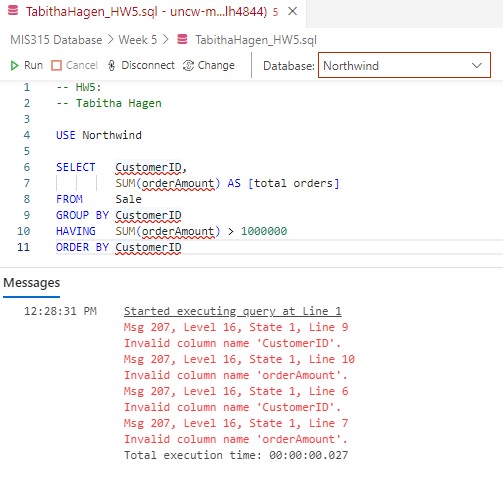 TabithaHagen_HW5.sql - uncw-m...lh4844) 5 ×
MIS315 Database > Week 5 > TabithaHagen_HW5.sql
Run Cancel Disconnect Change Database: Northwind
1 -- HW5:
2 -- Tabitha Hagen
3
4 USE Northwind
5
6 SELECT CustomerID,
7 SUM(orderAmount) AS [total orders]
8 FROM Sale
9 GROUP BY CustomerID
10 HAVING SUM(orderAmount) > 1000000
11 ORDER BY CustomerID
Messages
12:28:31 PM Started executing query at Line 1
Msg 207, Level 16, State 1, Line 9
Invalid column name 'CustomerID'.
Msg 207, Level 16, State 1, Line 10
Invalid column name 'orderAmount'.
Msg 207, Level 16, State 1, Line 6
Invalid column name 'CustomerID'.
Msg 207, Level 16, State 1, Line 7
Invalid column name 'orderAmount'.
Total execution time: 00:00:00.027